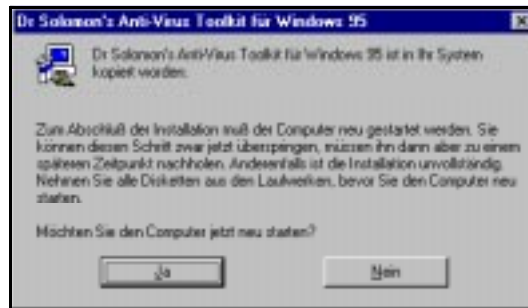 Dr Solomon's Anti-Virus Toolkit für Windows 95
Dr Solomon's Anti-Virus Toolkit für Windows 95 ist in Ihr System
kopiert worden.
Zum Abschluß der Installation muß der Computer neu gestartet werden. Sie
können diesen Schritt zwar jetzt überspringen, müssen ihn dann aber zu einem
späteren Zeitpunkt nachholen. Anderenfalls ist die Installation unvollständig.
Nehmen Sie alle Disketten aus den Laufwerken, bevor Sie den Computer neu
starten.
Möchten Sie den Computer jetzt neu starten?
Ja
Nein